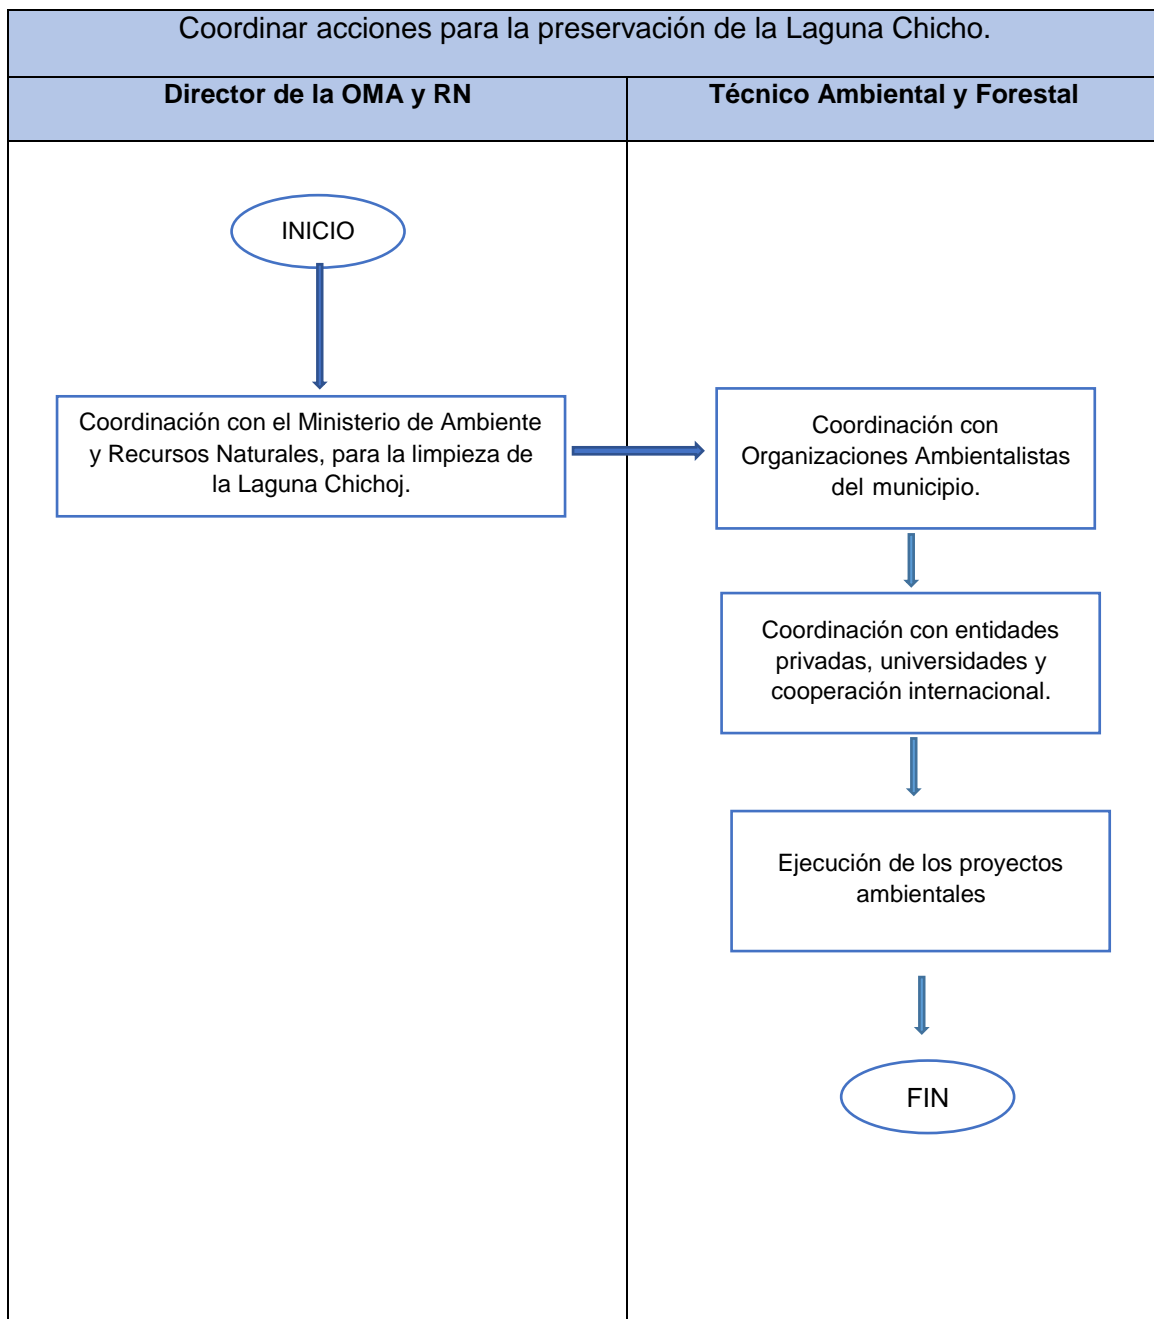 Coordinar acciones para la preservación de la Laguna Chicho.
Director de la OMA y RN
Técnico Ambiental y Forestal
INICIO
Coordinación con el Ministerio de Ambiente
y Recursos Naturales, para la limpieza de
la Laguna Chichoj.
Coordinación con
Organizaciones Ambientalistas
del municipio.
Coordinación con entidades
privadas, universidades y
cooperación internacional.
Ejecución de los proyectos
ambientales
FIN